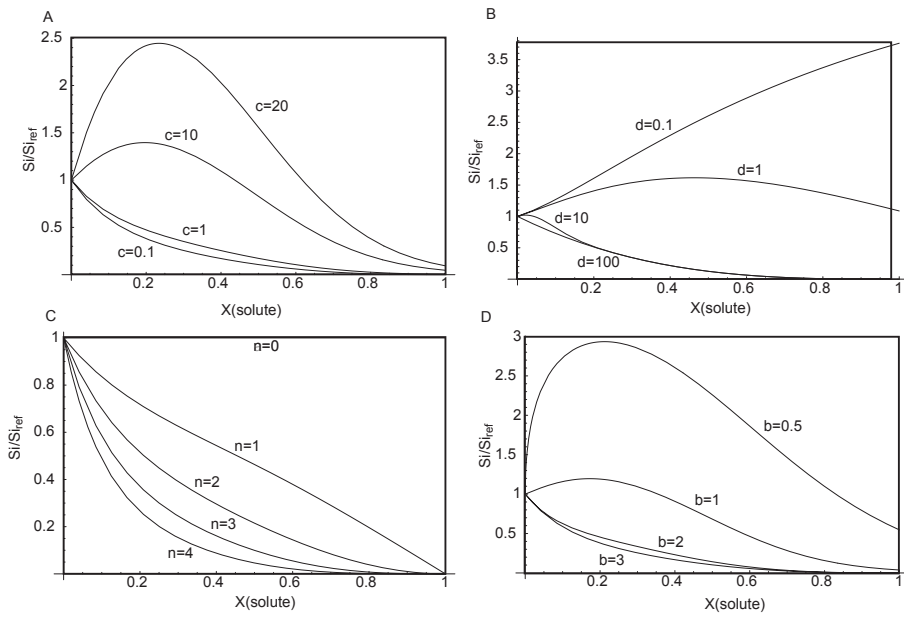 A
2.5
2
1.5
1
0.5
Si/Si_ref
c=20
c=10
c=1
c=0.1
0.2
0.4
0.6
0.8
1
X(solute)
B
3.5
3
2.5
2
1.5
1
0.5
Si/Si_ref
d=0.1
d=1
d=10
d=100
0.2
0.4
0.6
0.8
1
X(solute)
C
1
0.8
0.6
0.4
0.2
Si/Si_ref
n=0
n=1
n=2
n=3
n=4
0.2
0.4
0.6
0.8
1
X(solute)
D
3
2.5
2
1.5
1
0.5
Si/Si_ref
b=0.5
b=1
b=2
b=3
0.2
0.4
0.6
0.8
1
X(solute)